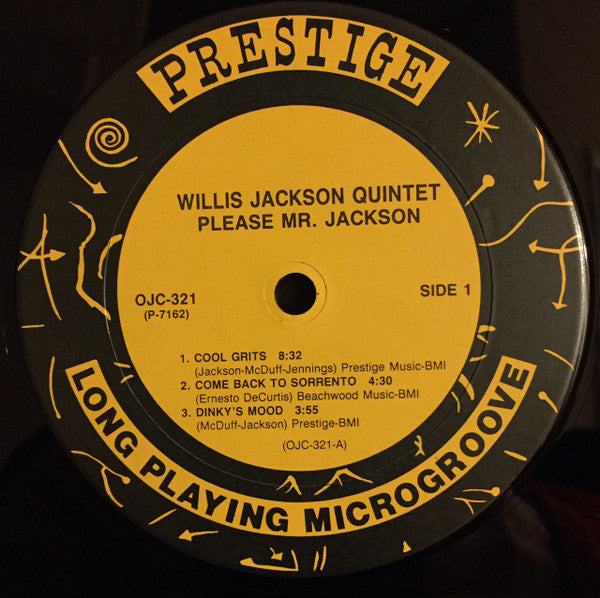 PRESTIGE
WILLIS JACKSON QUINTET
PLEASE MR. JACKSON
OJC-321
(P-7162)
SIDE 1
1. COOL GRITS 8:32
(Jackson-McDuff-Jennings) Prestige Music-BMI
2. COME BACK TO SORRENTO 4:30
(Ernesto DeCurtis) Beachwood Music-BMI
3. DINKY'S MOOD 3:55
(McDuff-Jackson) Prestige-BMI
(OJC-321-A)
LONG PLAYING MICROGROOVE